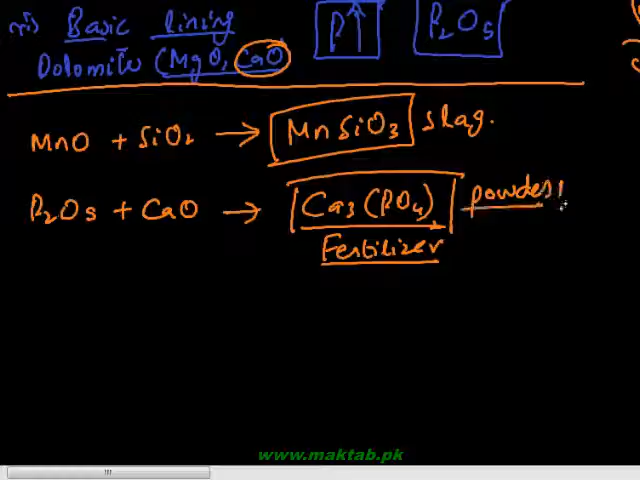 ii) Basic lining
Dolomite (MgO, CaO)
P↑
P₂O₅
MnO + SiO₂ → MnSiO₃ slag.
P₂O₅ + CaO → Ca₃(PO₄)₂ powder
Fertilizer
www.maktab.pk